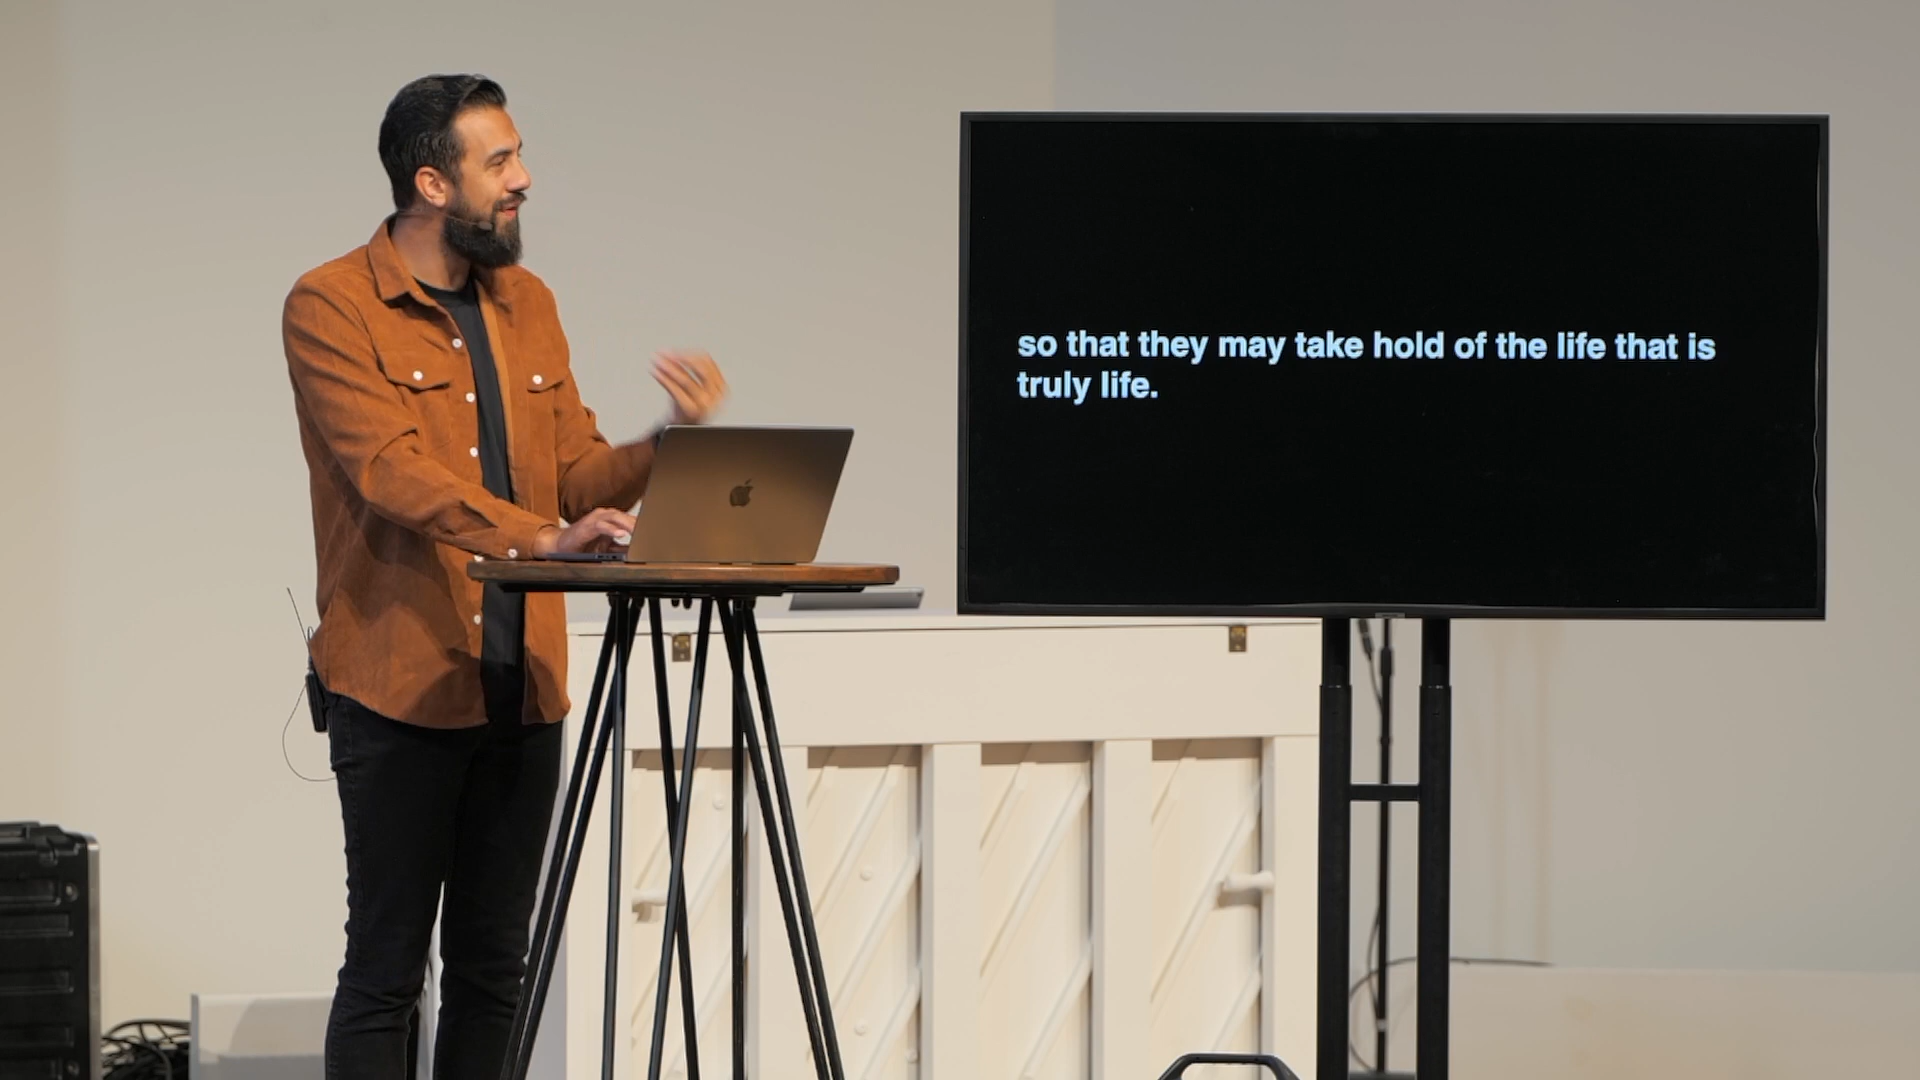 so that they may take hold of the life that is
truly life.